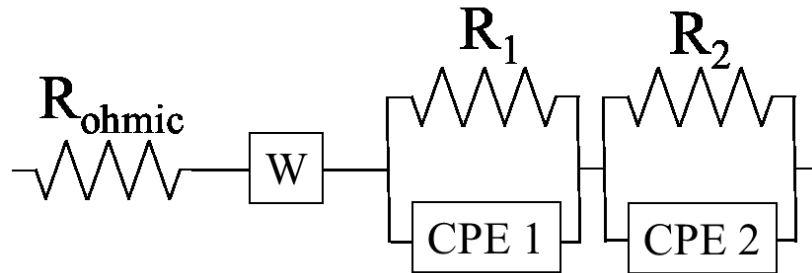 R₁
R₂
Rohmic
W
CPE 1
CPE 2